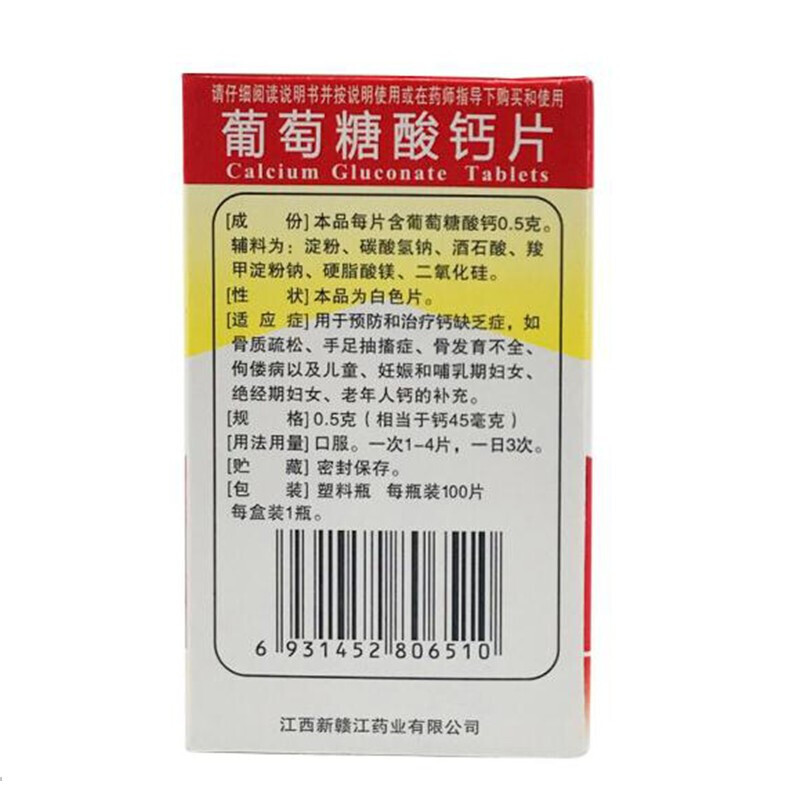 请仔细阅读说明书并按说明使用或在药师指导下购买和使用
葡萄糖酸钙片
Calcium Gluconate Tablets
[成 份]本品每片含葡萄糖酸钙0.5克。
辅料为：淀粉、碳酸氢钠、酒石酸、羧
甲淀粉钠、硬脂酸镁、二氧化硅。
[性 状]本品为白色片。
[适 应 症]用于预防和治疗钙缺乏症，如
骨质疏松、手足抽搐症、骨发育不全、
佝偻病以及儿童、妊娠和哺乳期妇女、
绝经期妇女、老年人钙的补充。
[规 格]0.5克（相当于钙45毫克）
[用法用量]口服。一次1-4片，一日3次。
[贮 藏]密封保存。
[包 装]塑料瓶 每瓶装100片
每盒装1瓶。
6 931452 806510
江西新赣江药业有限公司